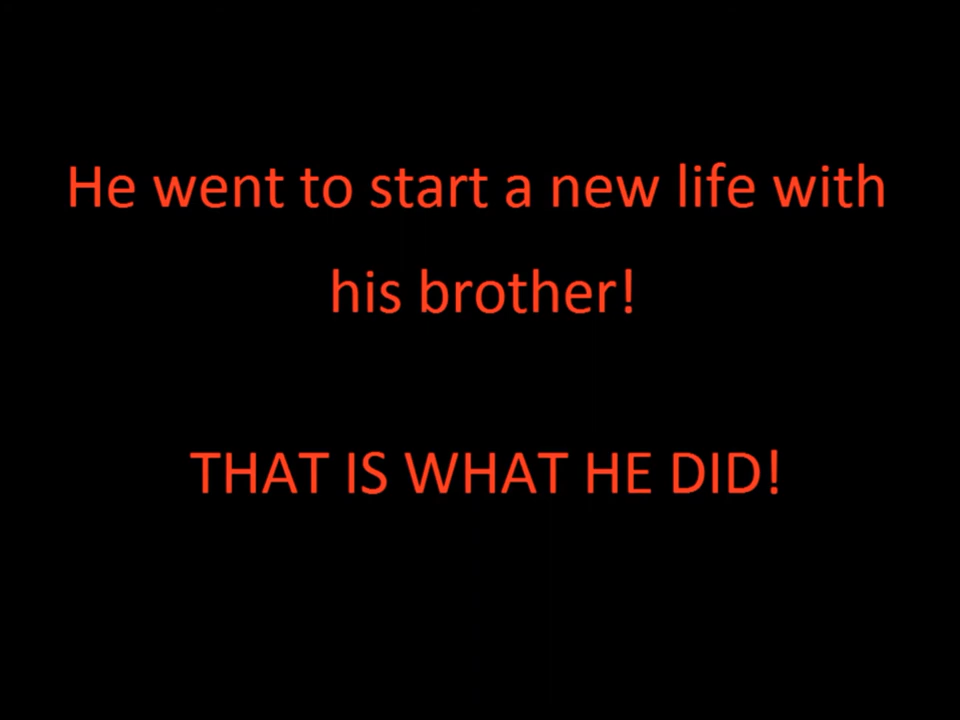 He went to start a new life with
his brother!
THAT IS WHAT HE DID!